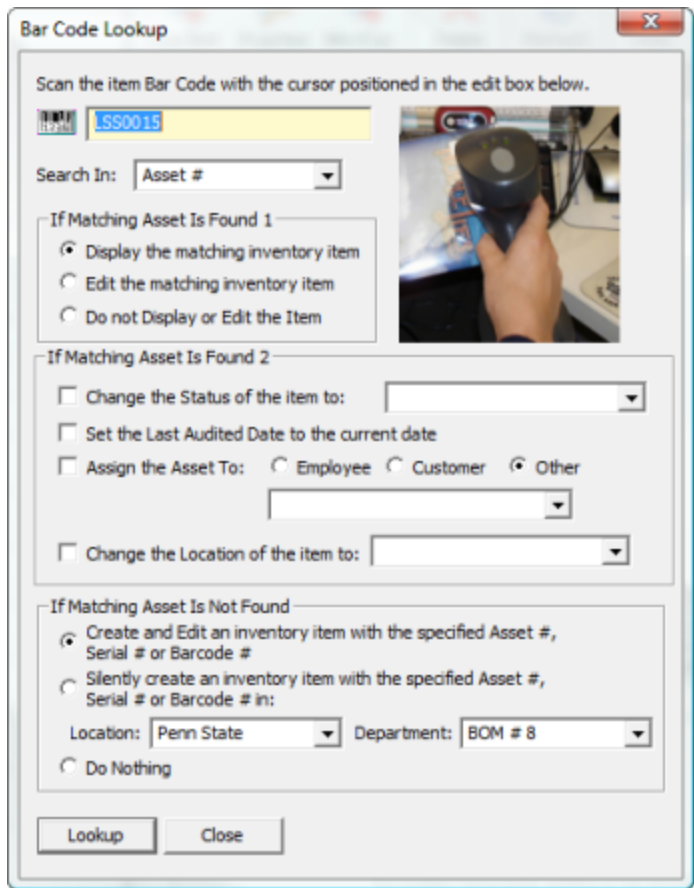 Bar Code Lookup
Scan the item Bar Code with the cursor positioned in the edit box below.
LSS0015
Search In: Asset #
If Matching Asset Is Found 1
Display the matching inventory item
Edit the matching inventory item
Do not Display or Edit the Item
If Matching Asset Is Found 2
Change the Status of the item to:
Set the Last Audited Date to the current date
Assign the Asset To: Employee Customer Other
Change the Location of the item to:
If Matching Asset Is Not Found
Create and Edit an inventory item with the specified Asset #,
Serial # or Barcode #
Silently create an inventory item with the specified Asset #,
Serial # or Barcode # in:
Location: Penn State Department: BOM # 8
Do Nothing
Lookup Close